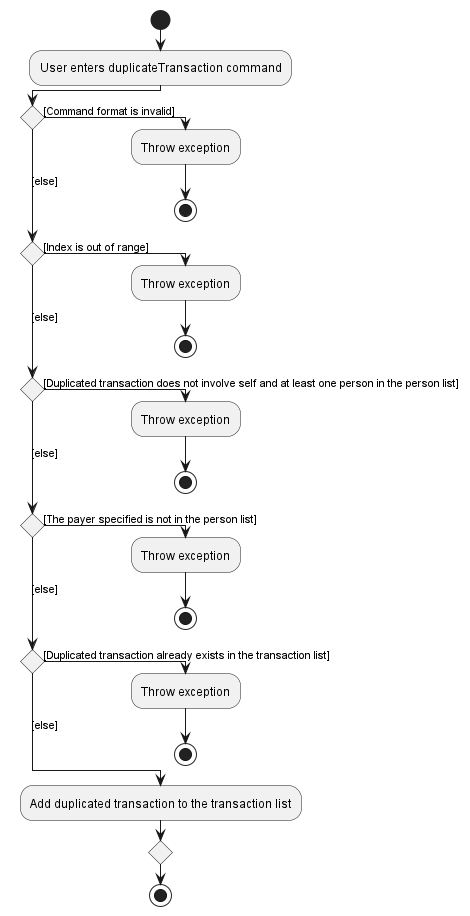 User enters duplicateTransaction command
[Command format is invalid]
Throw exception
[else]
[Index is out of range]
Throw exception
[else]
[Duplicated transaction does not involve self and at least one person in the person list]
Throw exception
[else]
[The payer specified is not in the person list]
Throw exception
[else]
[Duplicated transaction already exists in the transaction list]
Throw exception
[else]
Add duplicated transaction to the transaction list